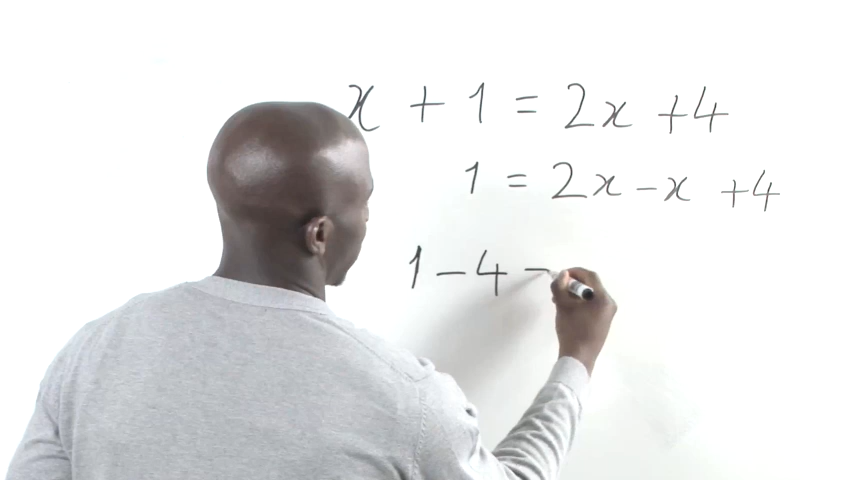 x + 1 = 2x + 4
1 = 2x - x + 4
1 - 4 -